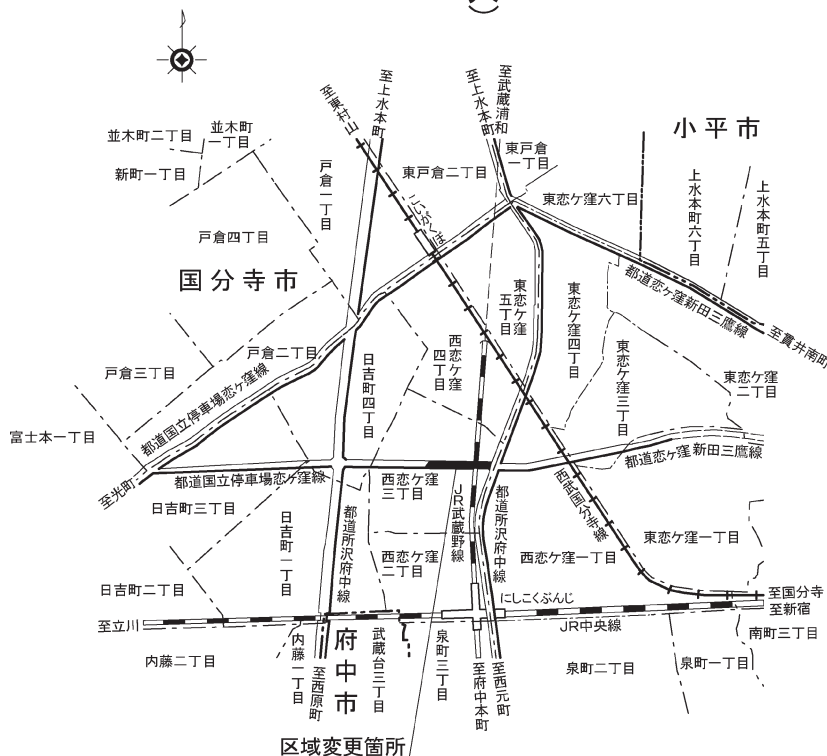 至東村山
至上水本町
至上水本町
至武蔵浦和
小平市
並木町二丁目
並木町
一丁目
新町一丁目
戸倉一丁目
東戸倉二丁目
東戸倉
一丁目
東恋ケ窪六丁目
上水本町六丁目
上水本町五丁目
戸倉四丁目
こいがくぼ
国分寺市
都道恋ケ窪新田三鷹線
至貫井南町
東恋ケ窪
五丁目
東恋ケ窪四丁目
西恋ケ窪
四丁目
東恋ケ窪三丁目
東恋ケ窪
二丁目
戸倉三丁目
戸倉二丁目
日吉町四丁目
都道国立停車場恋ケ窪線
富士本一丁目
至光町
都道国立停車場恋ケ窪線
西恋ケ窪
三丁目
都道恋ケ窪新田三鷹線
日吉町三丁目
日吉町一丁目
都道所沢府中線
JR武蔵野線
都道所沢府中線
西武国分寺線
西恋ケ窪
二丁目
西恋ケ窪一丁目
東恋ケ窪一丁目
日吉町二丁目
にしこくぶんじ
至国分寺
至新宿
至立川
JR中央線
南町三丁目
内藤二丁目
内藤一丁目
至西原町
府中市
武蔵台三丁目
泉町三丁目
至府中本町
至西元町
泉町二丁目
泉町一丁目
区域変更箇所